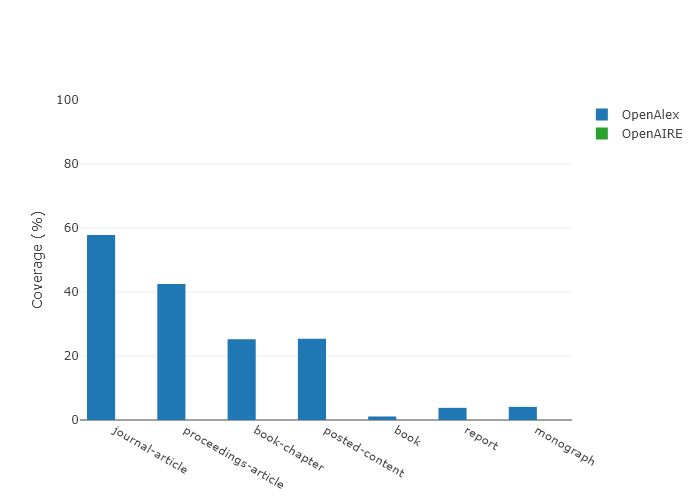 100
80
60
40
20
0
Coverage (%)
journal-article
proceedings-article
book-chapter
posted-content
book
report
monograph
OpenAlex
OpenAIRE